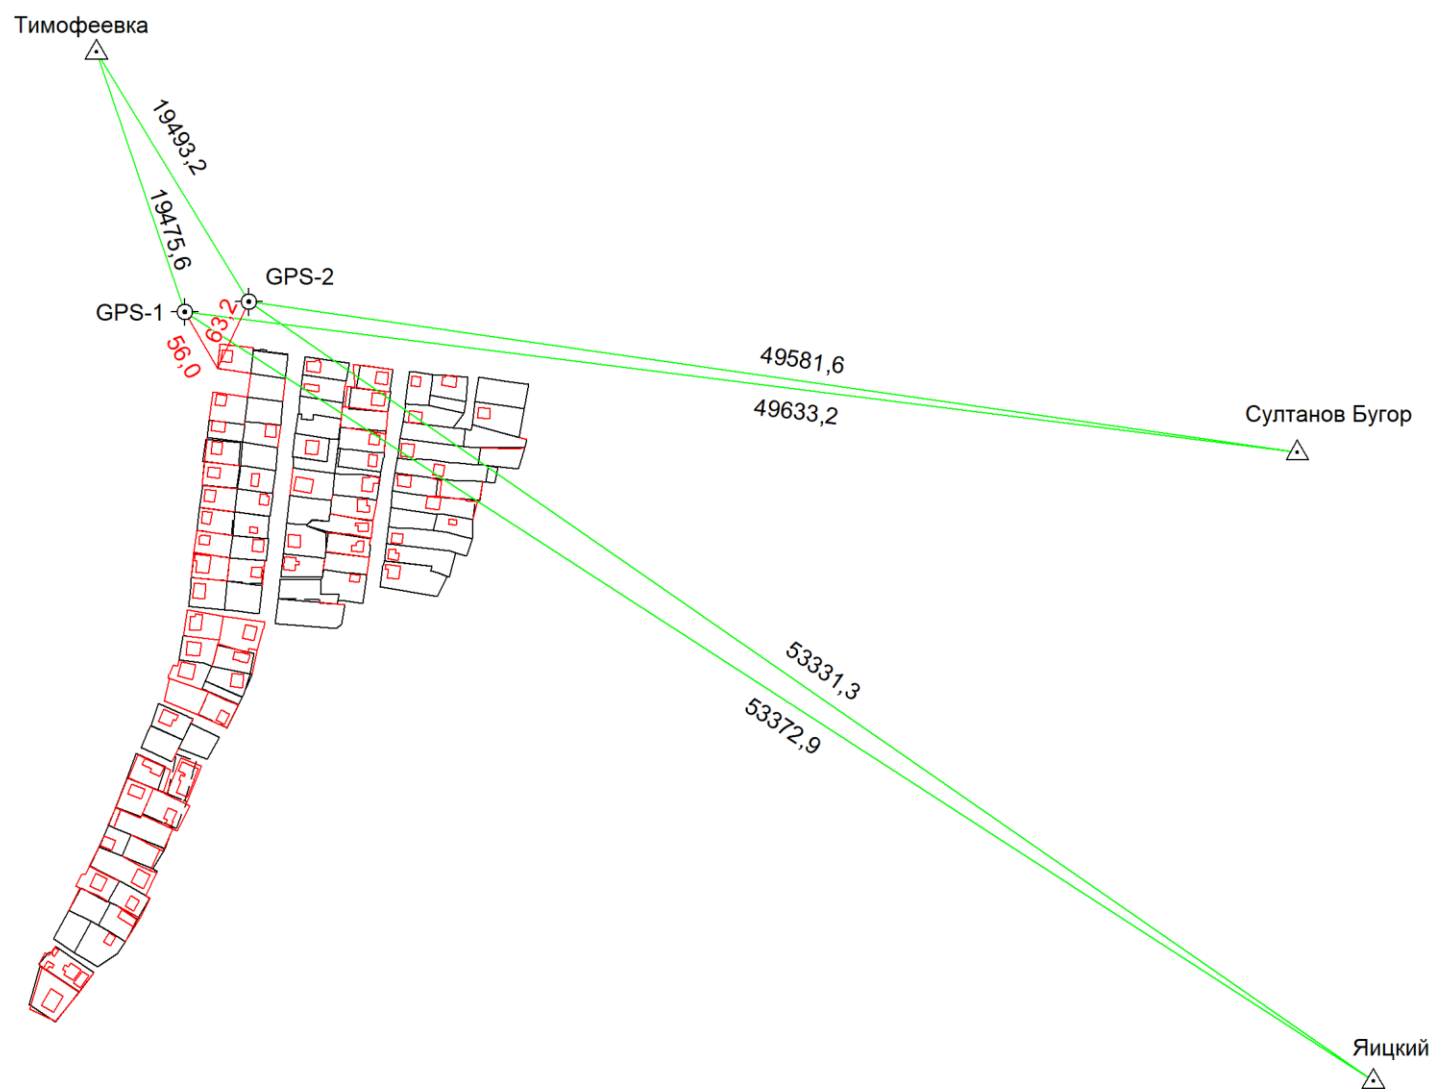 Тимофеевка
19493,2
19475,6
GPS-2
GPS-1
63,2
56,0
49581,6
49633,2
Султанов Бугор
53331,3
53372,9
Яицкий